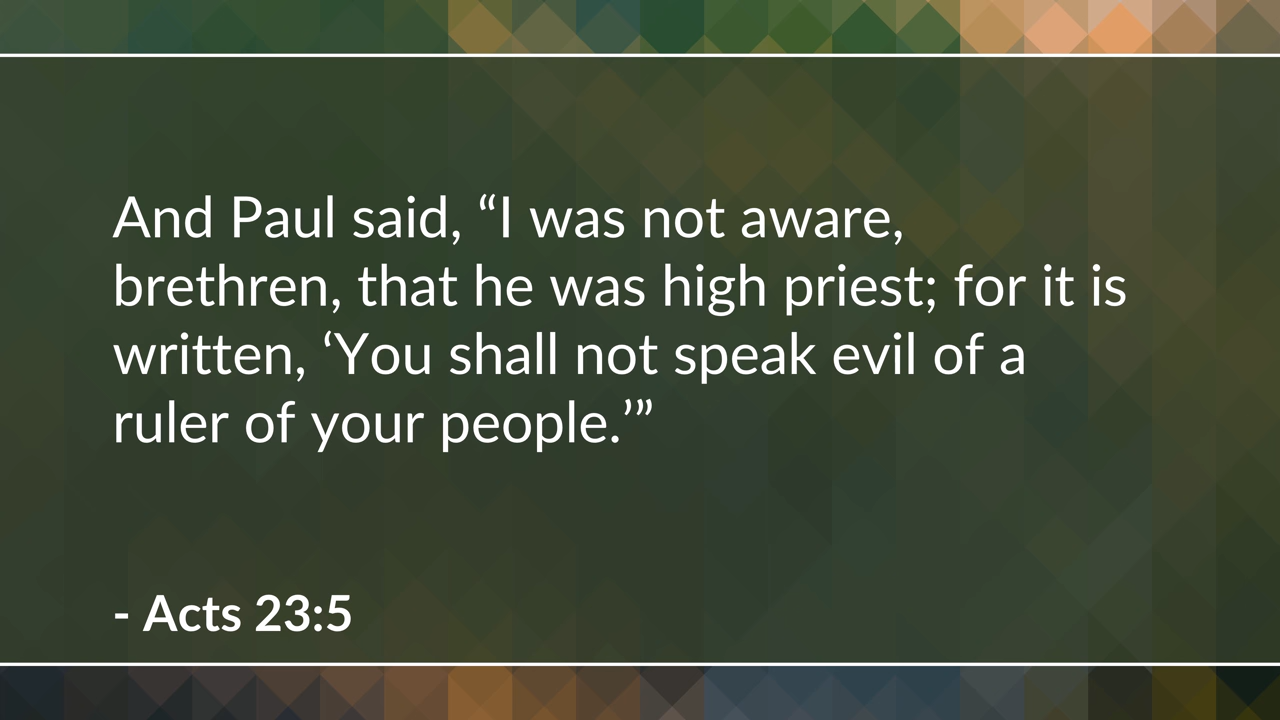 And Paul said, “I was not aware,
brethren, that he was high priest; for it is
written, ‘You shall not speak evil of a
ruler of your people.’”
- Acts 23:5